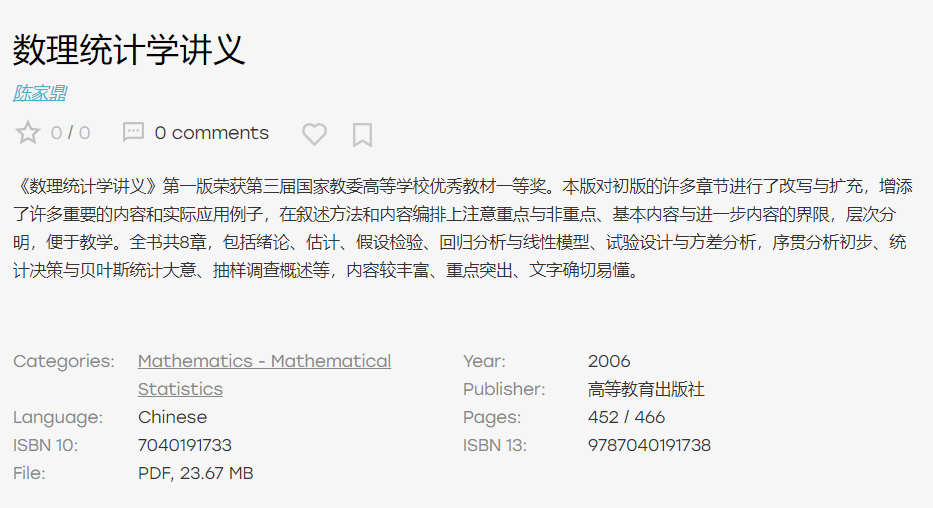 数理统计学讲义
陈家鼎
0 / 0 0 comments
《数理统计学讲义》第一版荣获第三届国家教委高等学校优秀教材一等奖。本版对初版的许多章节进行了改写与扩充，增添
了许多重要的内容和实际应用例子，在叙述方法和内容编排上注意重点与非重点、基本内容与进一步内容的界限，层次分
明，便于教学。全书共8章，包括绪论、估计、假设检验、回归分析与线性模型、试验设计与方差分析，序贯分析初步、统
计决策与贝叶斯统计大意、抽样调查概述等，内容较丰富、重点突出、文字确切易懂。
Categories: Mathematics - Mathematical
Statistics
Language: Chinese
ISBN 10: 7040191733
File: PDF, 23.67 MB
Year: 2006
Publisher: 高等教育出版社
Pages: 452 / 466
ISBN 13: 9787040191738